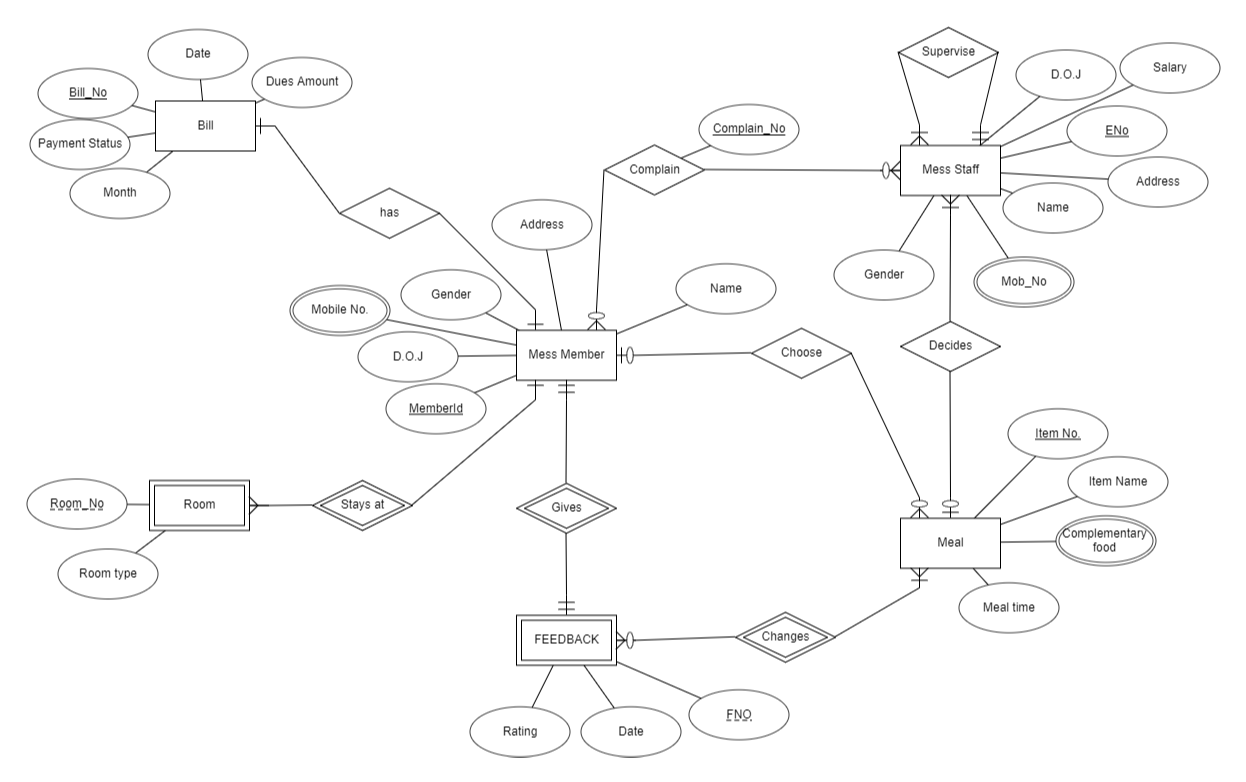 Supervise
Date
D.O.J
Salary
Dues Amount
Bill_No
Bill
Complain_No
ENo
Payment Status
Complain
Mess Staff
Address
Month
has
Name
Address
Gender
Mob_No
Gender
Name
Mobile No.
Mess Member
Choose
Decides
D.O.J
MemberId
Item No.
Item Name
Room_No
Room
Stays at
Gives
Meal
Complementary
food
Room type
Meal time
FEEDBACK
Changes
FNO
Rating
Date